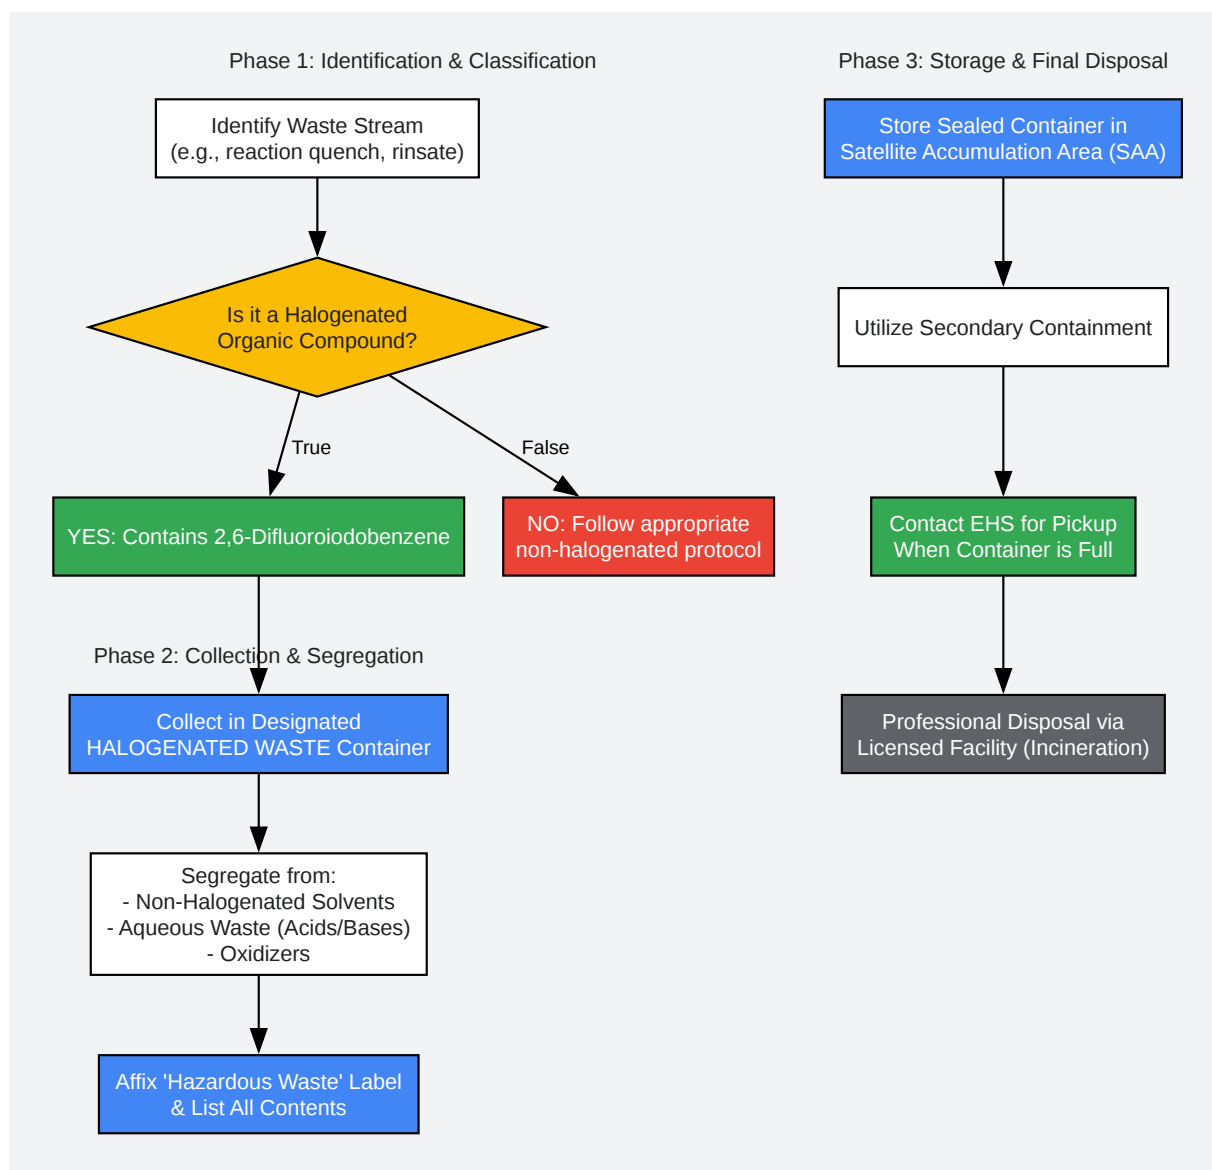 Phase 1: Identification & Classification
Identify Waste Stream
(e.g., reaction quench, rinsate)
Is it a Halogenated
Organic Compound?
True
False
YES: Contains 2,6-Difluoroiodobenzene
NO: Follow appropriate
non-halogenated protocol
Phase 2: Collection & Segregation
Collect in Designated
HALOGENATED WASTE Container
Segregate from:
- Non-Halogenated Solvents
- Aqueous Waste (Acids/Bases)
- Oxidizers
Affix 'Hazardous Waste' Label
& List All Contents
Phase 3: Storage & Final Disposal
Store Sealed Container in
Satellite Accumulation Area (SAA)
Utilize Secondary Containment
Contact EHS for Pickup
When Container is Full
Professional Disposal via
Licensed Facility (Incineration)